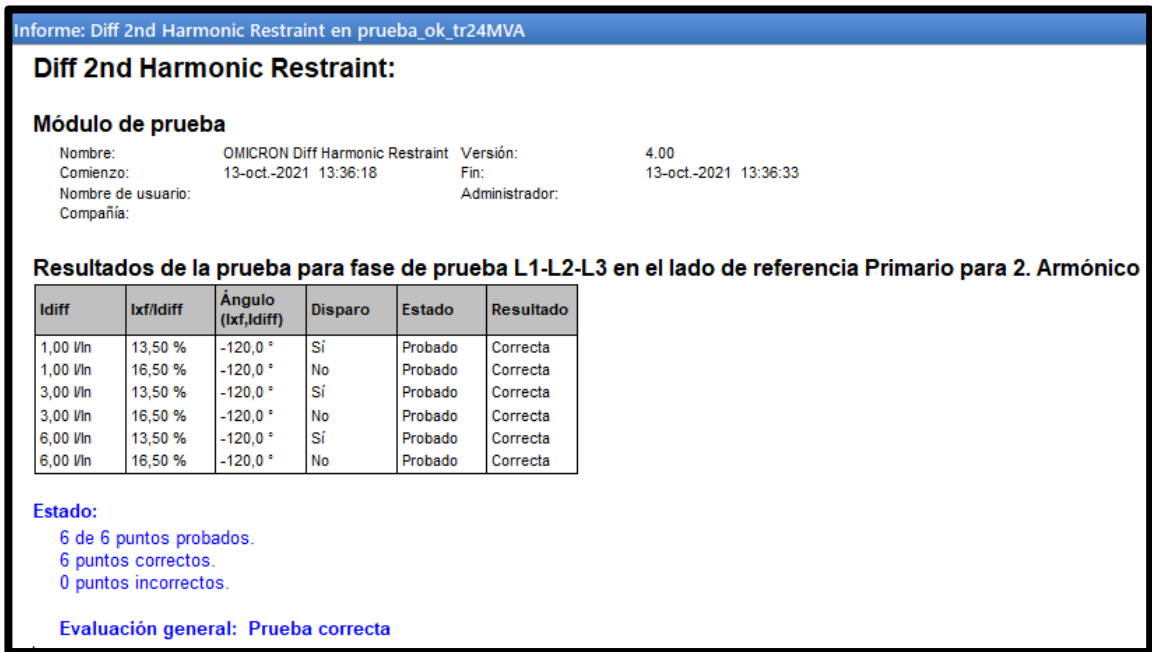 Informe: Diff 2nd Harmonic Restraint en prueba_ok_tr24MVA
Diff 2nd Harmonic Restraint:
Módulo de prueba
Nombre: OMICRON Diff Harmonic Restraint Versión: 4.00
Comienzo: 13-oct.-2021 13:36:18 Fin: 13-oct.-2021 13:36:33
Nombre de usuario: Administrador:
Compañía:
Resultados de la prueba para fase de prueba L1-L2-L3 en el lado de referencia Primario para 2. Armónico
Idiff Ixf/Idiff Ángulo (Ixf,Idiff) Disparo Estado Resultado
1,00 I/In 13,50 % -120,0 ° Sí Probado Correcta
1,00 I/In 16,50 % -120,0 ° No Probado Correcta
3,00 I/In 13,50 % -120,0 ° Sí Probado Correcta
3,00 I/In 16,50 % -120,0 ° No Probado Correcta
6,00 I/In 13,50 % -120,0 ° Sí Probado Correcta
6,00 I/In 16,50 % -120,0 ° No Probado Correcta
Estado:
6 de 6 puntos probados.
6 puntos correctos.
0 puntos incorrectos.
Evaluación general: Prueba correcta